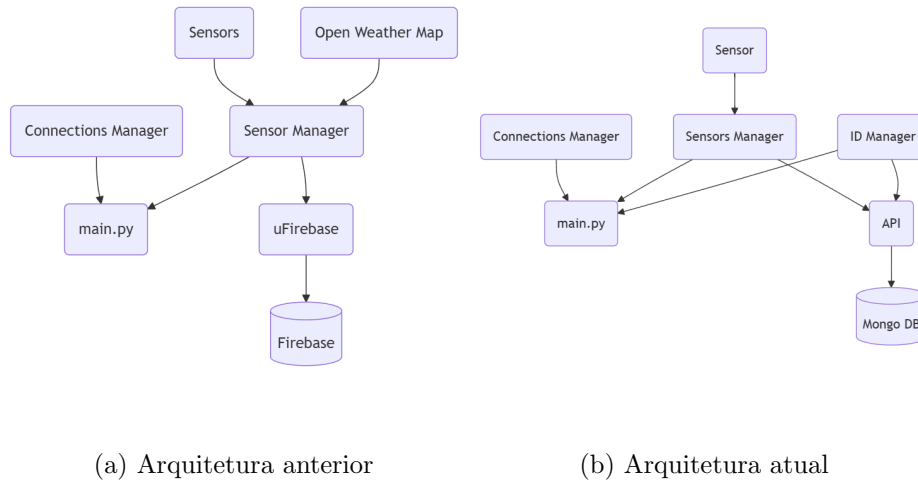 Sensors
Open Weather Map
Connections Manager
Sensor Manager
main.py
uFirebase
Firebase
(a) Arquitetura anterior
Sensor
Connections Manager
Sensors Manager
ID Manager
main.py
API
Mongo DB
(b) Arquitetura atual